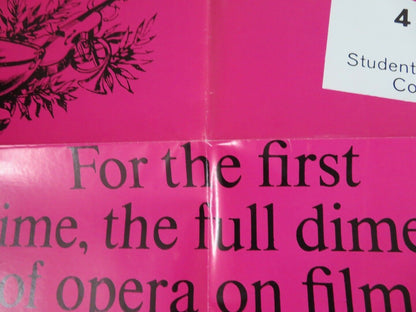 4
Student
Co
For the first
ime, the full dime
of opera on film